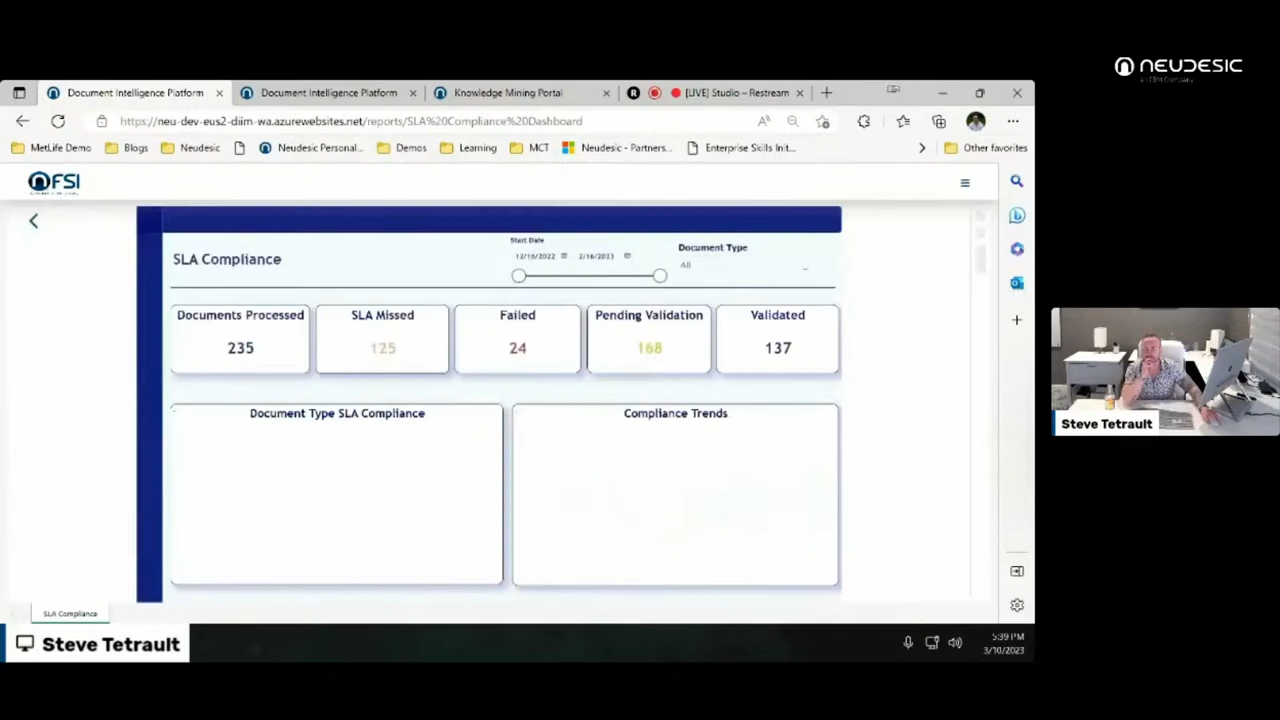 NEUDESIC
an IBM Company
Document Intelligence Platform
Document Intelligence Platform
Knowledge Mining Portal
[LIVE] Studio – Restream
https://neu-dev-eus2-diim-wa.azurewebsites.net/reports/SLA%20Compliance%20Dashboard
MetLife Demo
Blogs
Neudesic
Neudesic Personal...
Demos
Learning
MCT
Neudesic - Partners...
Enterprise Skills Init...
Other favorites
FSI
SLA Compliance
Start Date
12/16/2022
2/16/2023
Document Type
All
Documents Processed
235
SLA Missed
125
Failed
24
Pending Validation
168
Validated
137
Document Type SLA Compliance
Compliance Trends
SLA Compliance
Steve Tetrault
5:39 PM
3/10/2023
Steve Tetrault